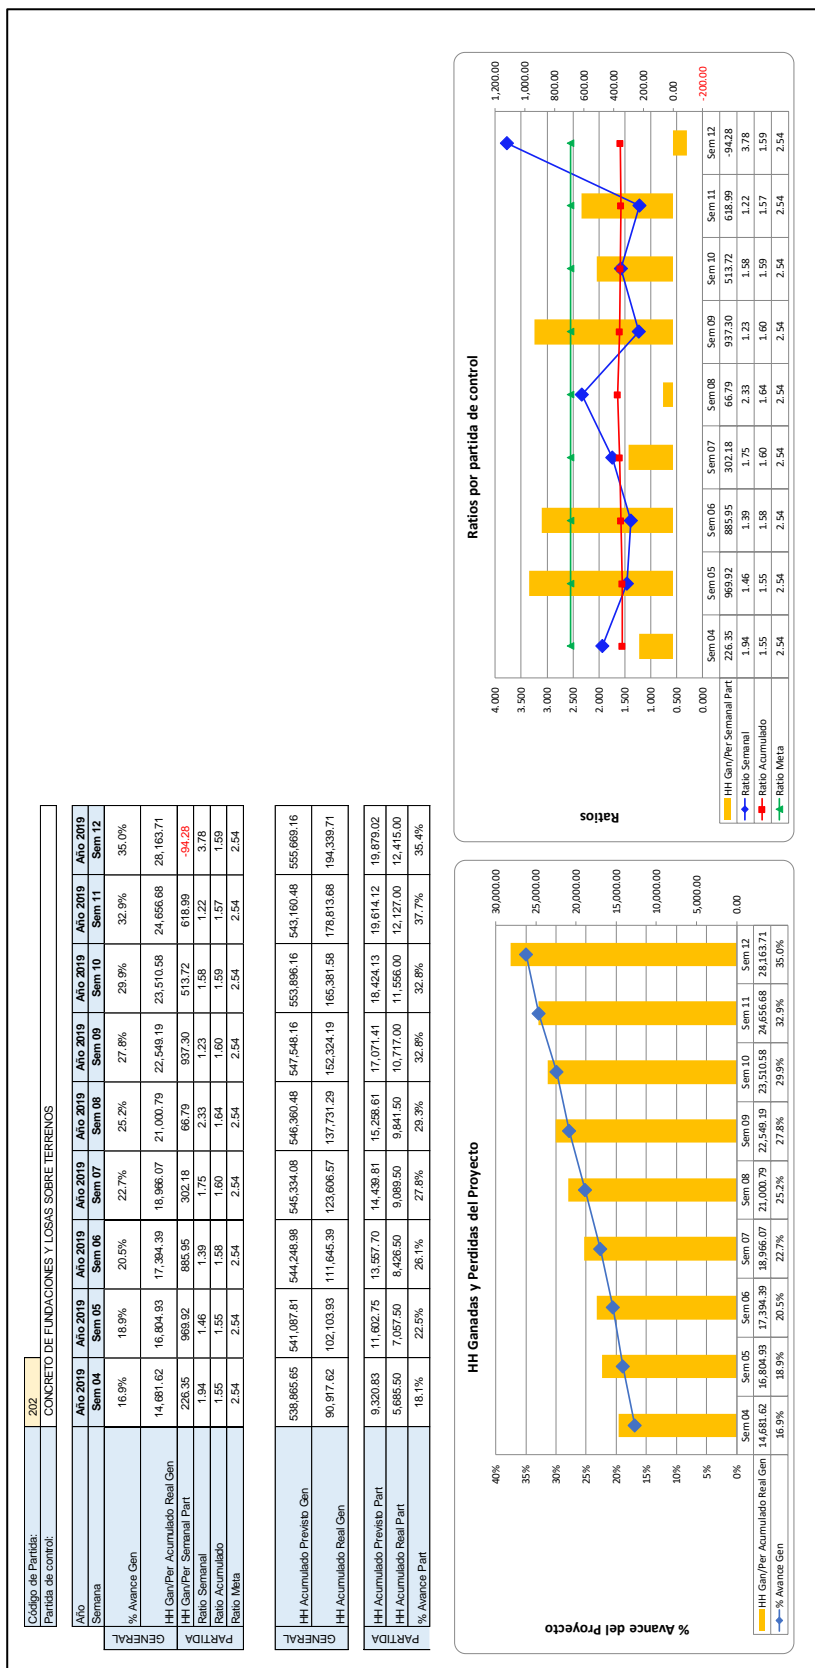 Código de Partida: 202
Partida de control: CONCRETO DE FUNDACIONES Y LOSAS SOBRE TERRENOS
Año Año 2019 Año 2019 Año 2019 Año 2019 Año 2019 Año 2019 Año 2019 Año 2019 Año 2019
Semana Sem 04 Sem 05 Sem 06 Sem 07 Sem 08 Sem 09 Sem 10 Sem 11 Sem 12
GENERAL
% Avance Gen 16.9% 18.9% 20.5% 22.7% 25.2% 27.8% 29.9% 32.9% 35.0%
HH Gan/Per Acumulado Real Gen 14,681.62 16,804.93 17,394.39 18,966.07 21,000.79 22,549.19 23,510.58 24,656.68 28,163.71
PARTIDA
HH Gan/Per Semanal Part 226.35 969.92 885.95 302.18 66.79 937.30 513.72 618.99 -94.28
Ratio Semanal 1.94 1.46 1.39 1.75 2.33 1.23 1.58 1.22 3.78
Ratio Acumulado 1.55 1.55 1.58 1.60 1.64 1.60 1.59 1.57 1.59
Ratio Meta 2.54 2.54 2.54 2.54 2.54 2.54 2.54 2.54 2.54
GENERAL
HH Acumulado Previsto Gen 538,865.65 541,087.81 544,248.98 545,334.08 546,360.48 547,548.16 553,896.16 543,160.48 555,669.16
HH Acumulado Real Gen 90,917.62 102,103.93 111,645.39 123,606.57 137,731.29 152,324.19 165,381.58 178,813.68 194,339.71
PARTIDA
HH Acumulado Previsto Part 9,320.83 11,602.75 13,557.70 14,439.81 15,258.61 17,071.41 18,424.13 19,614.12 19,879.02
HH Acumulado Real Part 5,685.50 7,057.50 8,426.50 9,089.50 9,841.50 10,717.00 11,556.00 12,127.00 12,415.00
% Avance Part 18.1% 22.5% 26.1% 27.8% 29.3% 32.8% 32.8% 37.7% 35.4%
HH Ganadas y Perdidas del Proyecto
% Avance del Proyecto
40%
35%
30%
25%
20%
15%
10%
5%
0%
30,000.00
25,000.00
20,000.00
15,000.00
10,000.00
5,000.00
0.00
Sem 04 Sem 05 Sem 06 Sem 07 Sem 08 Sem 09 Sem 10 Sem 11 Sem 12
HH Gan/Per Acumulado Real Gen 14,681.62 16,804.93 17,394.39 18,966.07 21,000.79 22,549.19 23,510.58 24,656.68 28,163.71
% Avance Gen 16.9% 18.9% 20.5% 22.7% 25.2% 27.8% 29.9% 32.9% 35.0%
Ratios por partida de control
Ratios
4.000
3.500
3.000
2.500
2.000
1.500
1.000
0.500
0.000
1,200.00
1,000.00
800.00
600.00
400.00
200.00
0.00
-200.00
Sem 04 Sem 05 Sem 06 Sem 07 Sem 08 Sem 09 Sem 10 Sem 11 Sem 12
HH Gan/Per Semanal Part 226.35 969.92 885.95 302.18 66.79 937.30 513.72 618.99 -94.28
Ratio Semanal 1.94 1.46 1.39 1.75 2.33 1.23 1.58 1.22 3.78
Ratio Acumulado 1.55 1.55 1.58 1.60 1.64 1.60 1.59 1.57 1.59
Ratio Meta 2.54 2.54 2.54 2.54 2.54 2.54 2.54 2.54 2.54